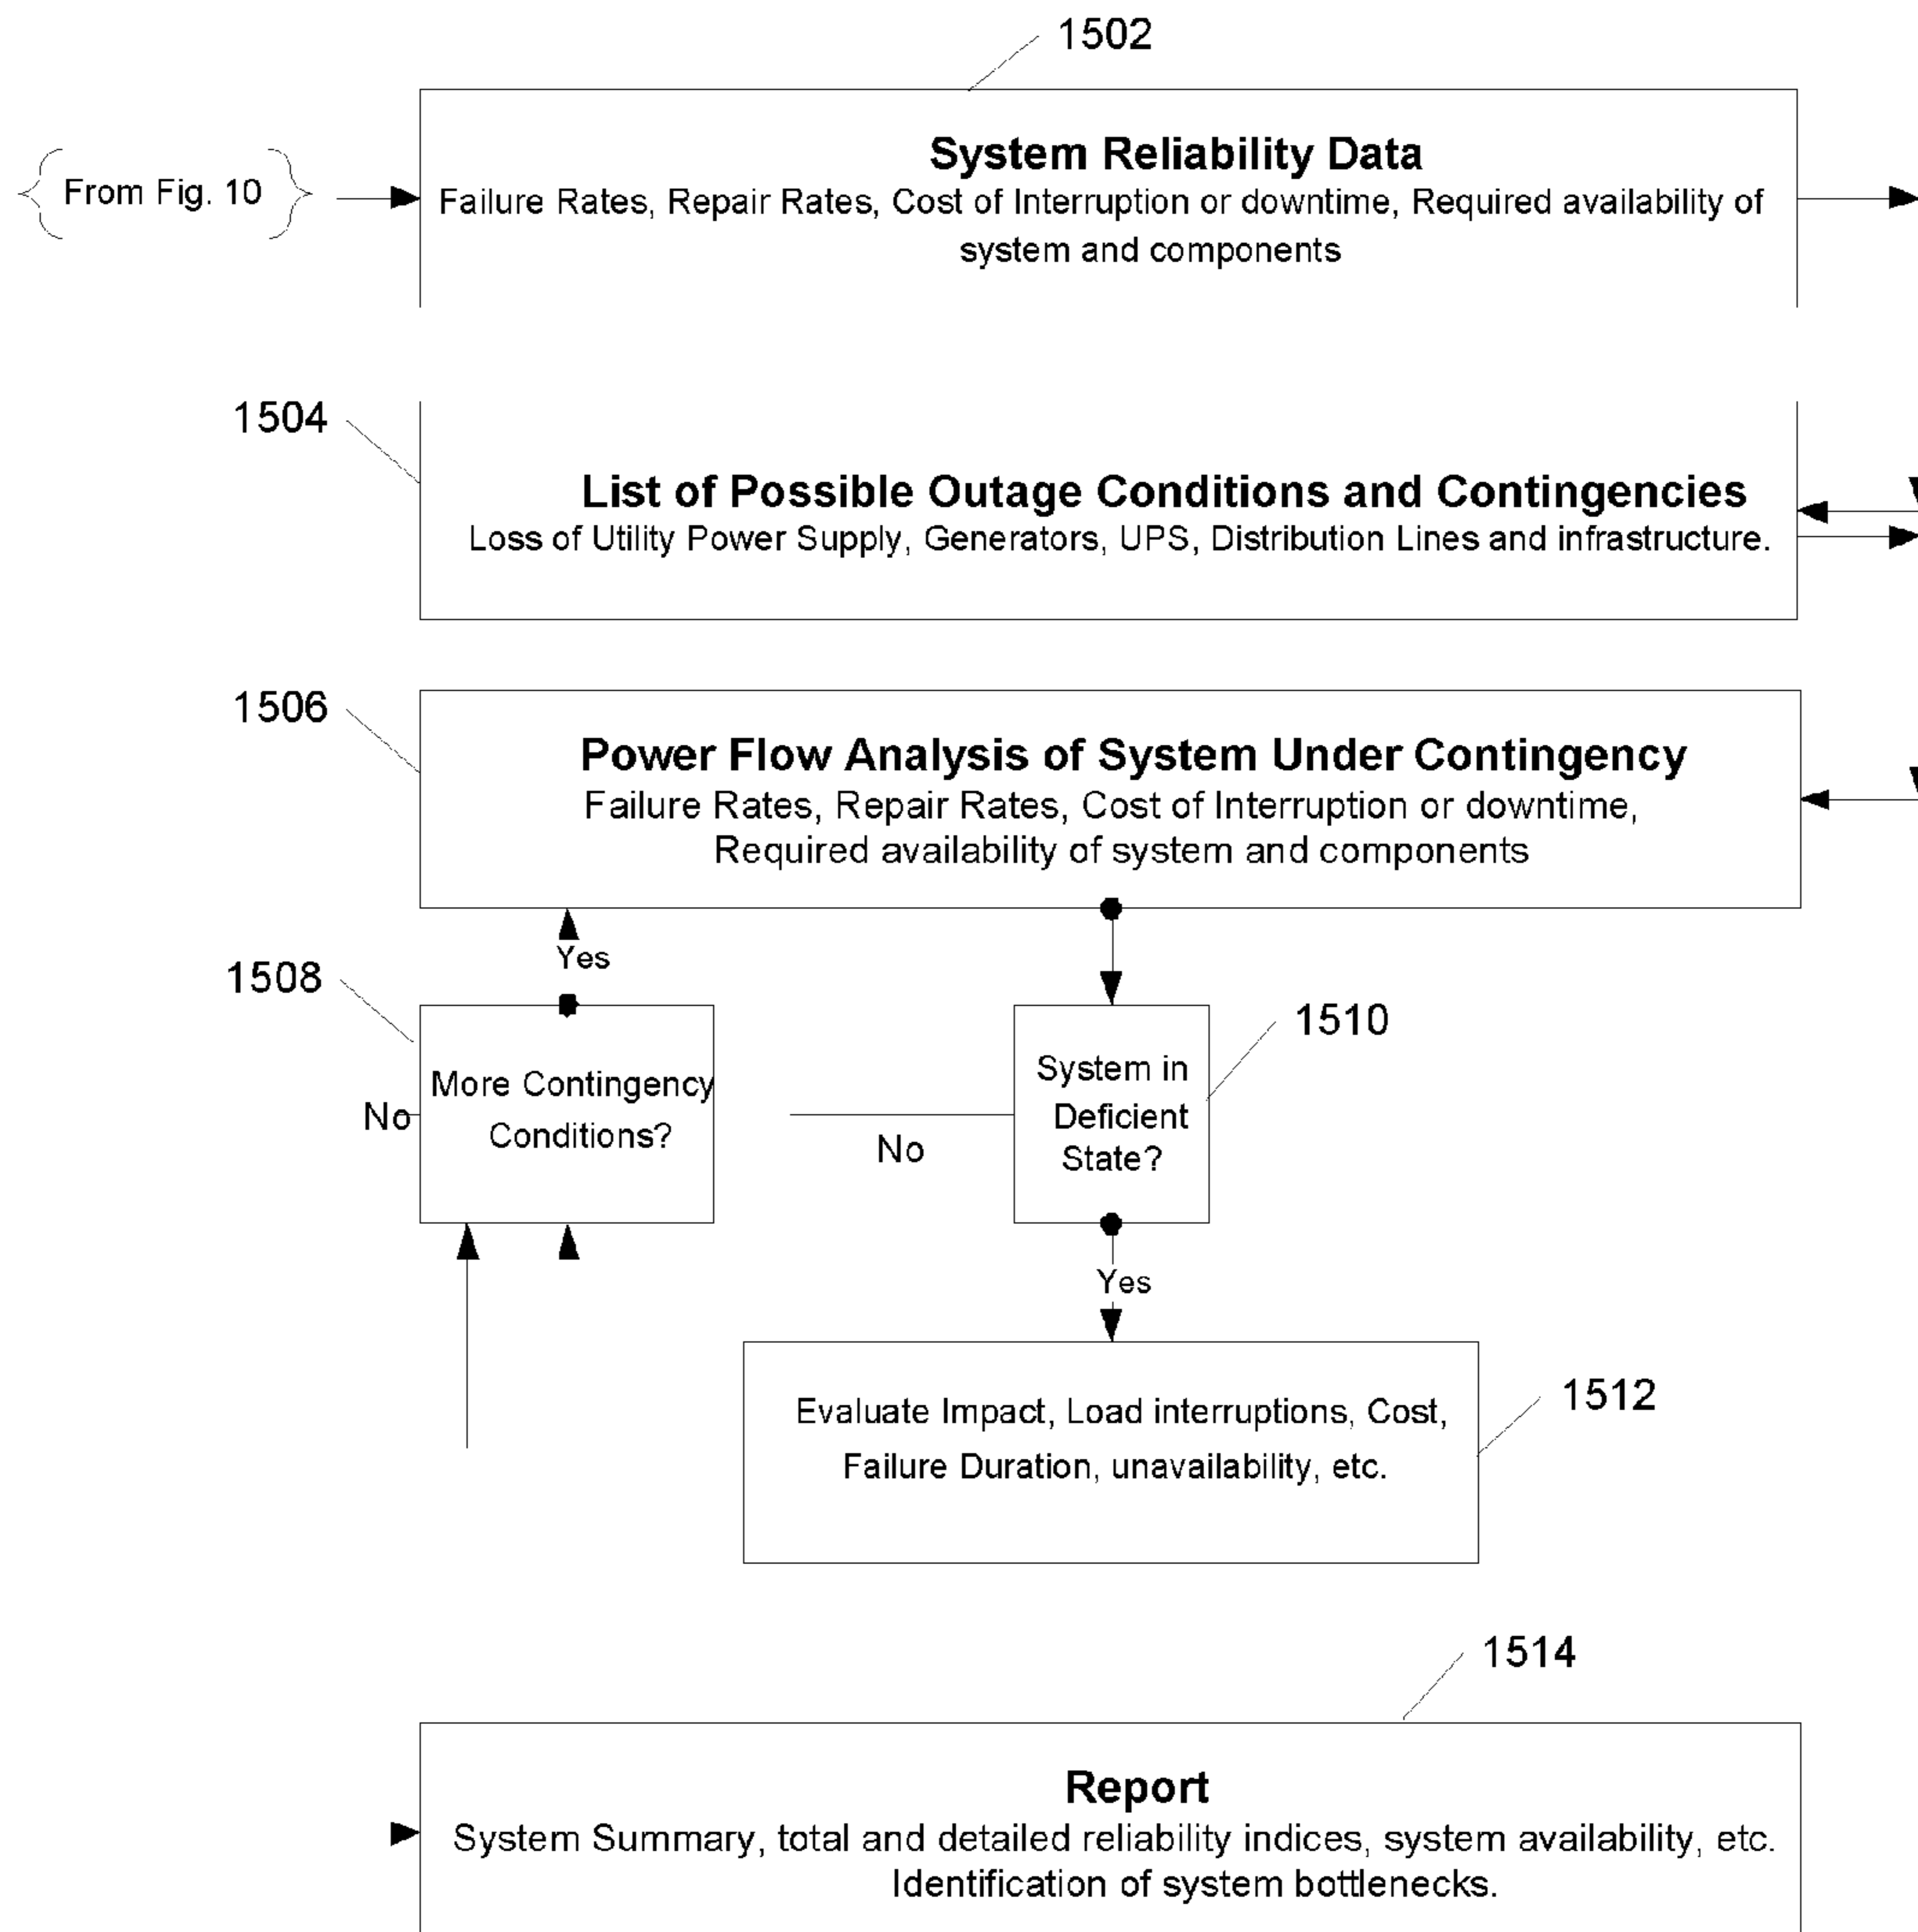 1502
From Fig. 10
System Reliability Data
Failure Rates, Repair Rates, Cost of Interruption or downtime, Required availability of
system and components
1504
List of Possible Outage Conditions and Contingencies
Loss of Utility Power Supply, Generators, UPS, Distribution Lines and infrastructure.
1506
Power Flow Analysis of System Under Contingency
Failure Rates, Repair Rates, Cost of Interruption or downtime,
Required availability of system and components
Yes
1508
More Contingency
Conditions?
No
1510
System in
Deficient
State?
No
Yes
1512
Evaluate Impact, Load interruptions, Cost,
Failure Duration, unavailability, etc.
1514
Report
System Summary, total and detailed reliability indices, system availability, etc.
Identification of system bottlenecks.